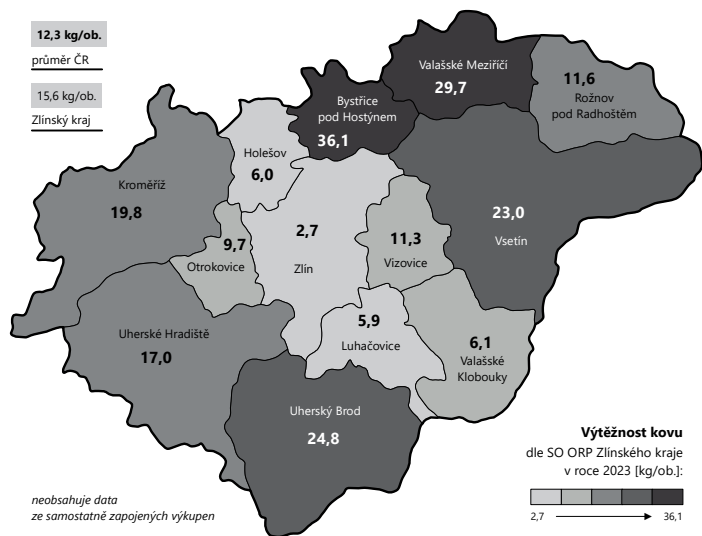 12,3 kg/ob.
průměr ČR
15,6 kg/ob.
Zlínský kraj
Valašské Meziříčí
29,7
11,6
Rožnov
pod Radhoštěm
Bystřice
pod Hostýnem
36,1
Holešov
6,0
Kroměříž
19,8
23,0
Vsetín
9,7
Otrokovice
2,7
Zlín
11,3
Vizovice
Uherské Hradiště
17,0
5,9
Luhačovice
6,1
Valašské
Klobouky
Uherský Brod
24,8
Výtěžnost kovu
dle SO ORP Zlínského kraje
v roce 2023 [kg/ob.]:
2,7
36,1
neobsahuje data
ze samostatně zapojených výkupen